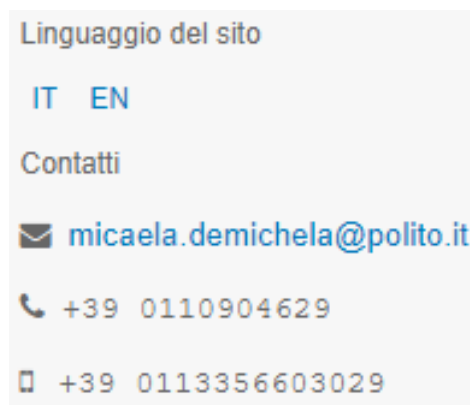 Linguaggio del sito
IT EN
Contatti
micaela.demichela@polito.it
+39 0110904629
+39 0113356603029